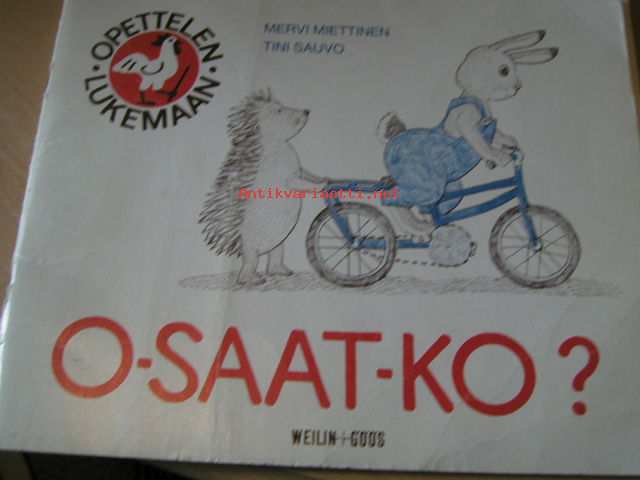 OPETTELEN
LUKEMAAN
MERVI MIETTINEN
TINI SAUVO
Antikvariaatti.net
O-SAAT-KO?
WEILIN+GÖÖS